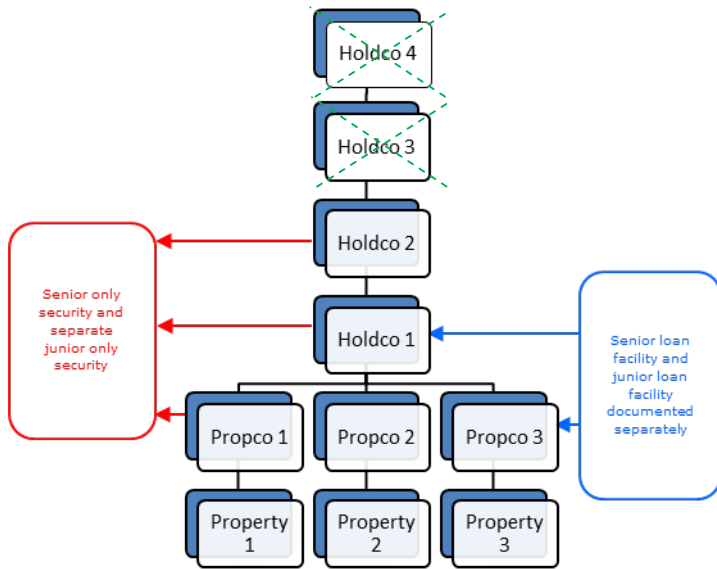 Holdco 4
Holdco 3
Holdco 2
Holdco 1
Senior only
security and
separate
junior only
security
Senior loan
facility and
junior loan
facility
documented
separately
Propco 1
Propco 2
Propco 3
Property
1
Property
2
Property
3